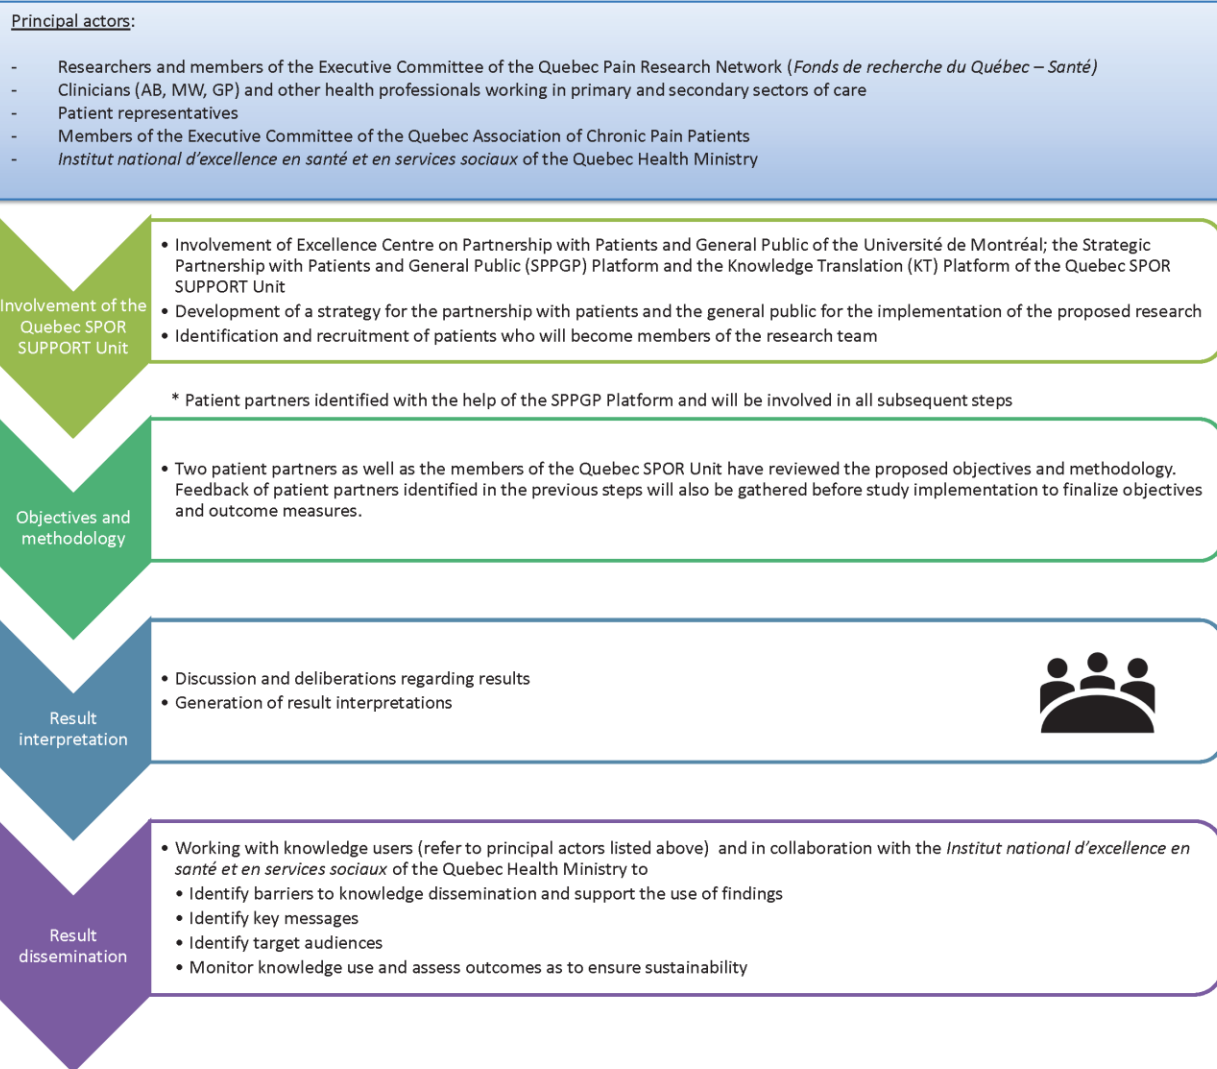 Principal actors:
- Researchers and members of the Executive Committee of the Quebec Pain Research Network (Fonds de recherche du Québec – Santé)
- Clinicians (AB, MW, GP) and other health professionals working in primary and secondary sectors of care
- Patient representatives
- Members of the Executive Committee of the Quebec Association of Chronic Pain Patients
- Institut national d’excellence en santé et en services sociaux of the Quebec Health Ministry
Involvement of the
Quebec SPOR
SUPPORT Unit
• Involvement of Excellence Centre on Partnership with Patients and General Public of the Université de Montréal; the Strategic
Partnership with Patients and General Public (SPPGP) Platform and the Knowledge Translation (KT) Platform of the Quebec SPOR
SUPPORT Unit
• Development of a strategy for the partnership with patients and the general public for the implementation of the proposed research
• Identification and recruitment of patients who will become members of the research team
* Patient partners identified with the help of the SPPGP Platform and will be involved in all subsequent steps
Objectives and
methodology
• Two patient partners as well as the members of the Quebec SPOR Unit have reviewed the proposed objectives and methodology.
Feedback of patient partners identified in the previous steps will also be gathered before study implementation to finalize objectives
and outcome measures.
Result
interpretation
• Discussion and deliberations regarding results
• Generation of result interpretations
Result
dissemination
• Working with knowledge users (refer to principal actors listed above) and in collaboration with the Institut national d’excellence en
santé et en services sociaux of the Quebec Health Ministry to
• Identify barriers to knowledge dissemination and support the use of findings
• Identify key messages
• Identify target audiences
• Monitor knowledge use and assess outcomes as to ensure sustainability